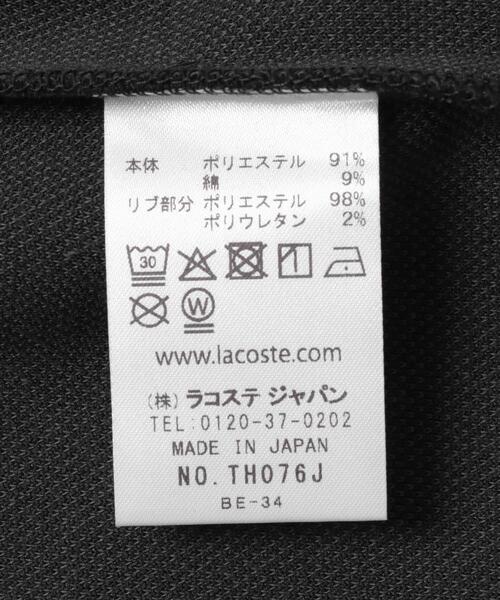 本体 ポリエステル 91%
綿 9%
リブ部分 ポリエステル 98%
ポリウレタン 2%
30
W
www.lacoste.com
(株) ラコステ ジャパン
TEL:0120-37-0202
MADE IN JAPAN
NO. TH076J
BE-34